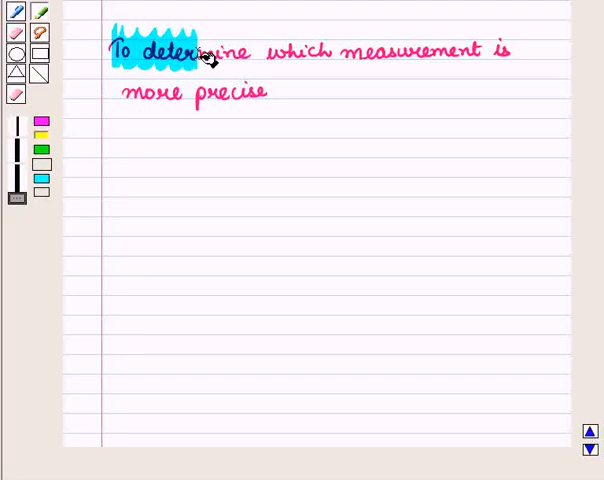 To determine which measurement is
more precise